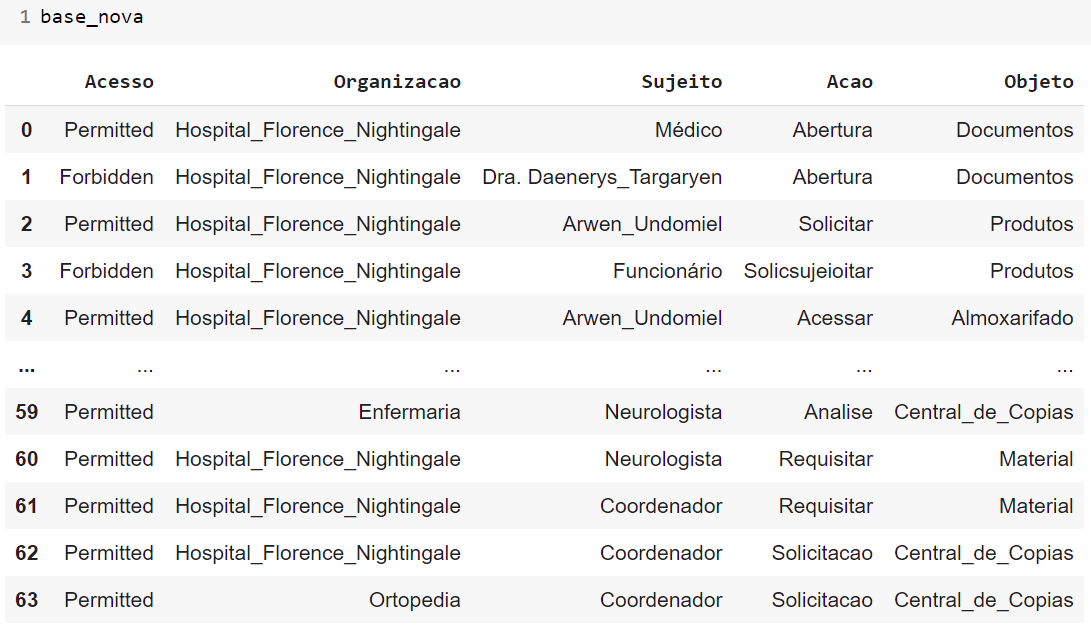 1 base_nova
Acesso Organizacao Sujeito Acao Objeto
0 Permitted Hospital_Florence_Nightingale Médico Abertura Documentos
1 Forbidden Hospital_Florence_Nightingale Dra. Daenerys_Targaryen Abertura Documentos
2 Permitted Hospital_Florence_Nightingale Arwen_Undomiel Solicitar Produtos
3 Forbidden Hospital_Florence_Nightingale Funcionário Solicsujeioitar Produtos
4 Permitted Hospital_Florence_Nightingale Arwen_Undomiel Acessar Almoxarifado
... ... ... ... ... ...
59 Permitted Enfermaria Neurologista Analise Central_de_Copias
60 Permitted Hospital_Florence_Nightingale Neurologista Requisitar Material
61 Permitted Hospital_Florence_Nightingale Coordenador Requisitar Material
62 Permitted Hospital_Florence_Nightingale Coordenador Solicitacao Central_de_Copias
63 Permitted Ortopedia Coordenador Solicitacao Central_de_Copias